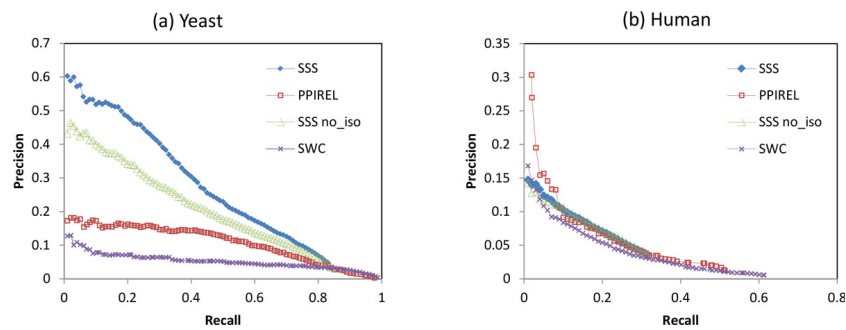 (a) Yeast
0.7
0.6
0.5
0.4
0.3
0.2
0.1
0
Precision
0
0.2
0.4
0.6
0.8
1
Recall
SSS
PPIREL
SSS no_iso
SWC
(b) Human
0.35
0.3
0.25
0.2
0.15
0.1
0.05
0
Precision
0
0.2
0.4
0.6
0.8
Recall
SSS
PPIREL
SSS no_iso
SWC